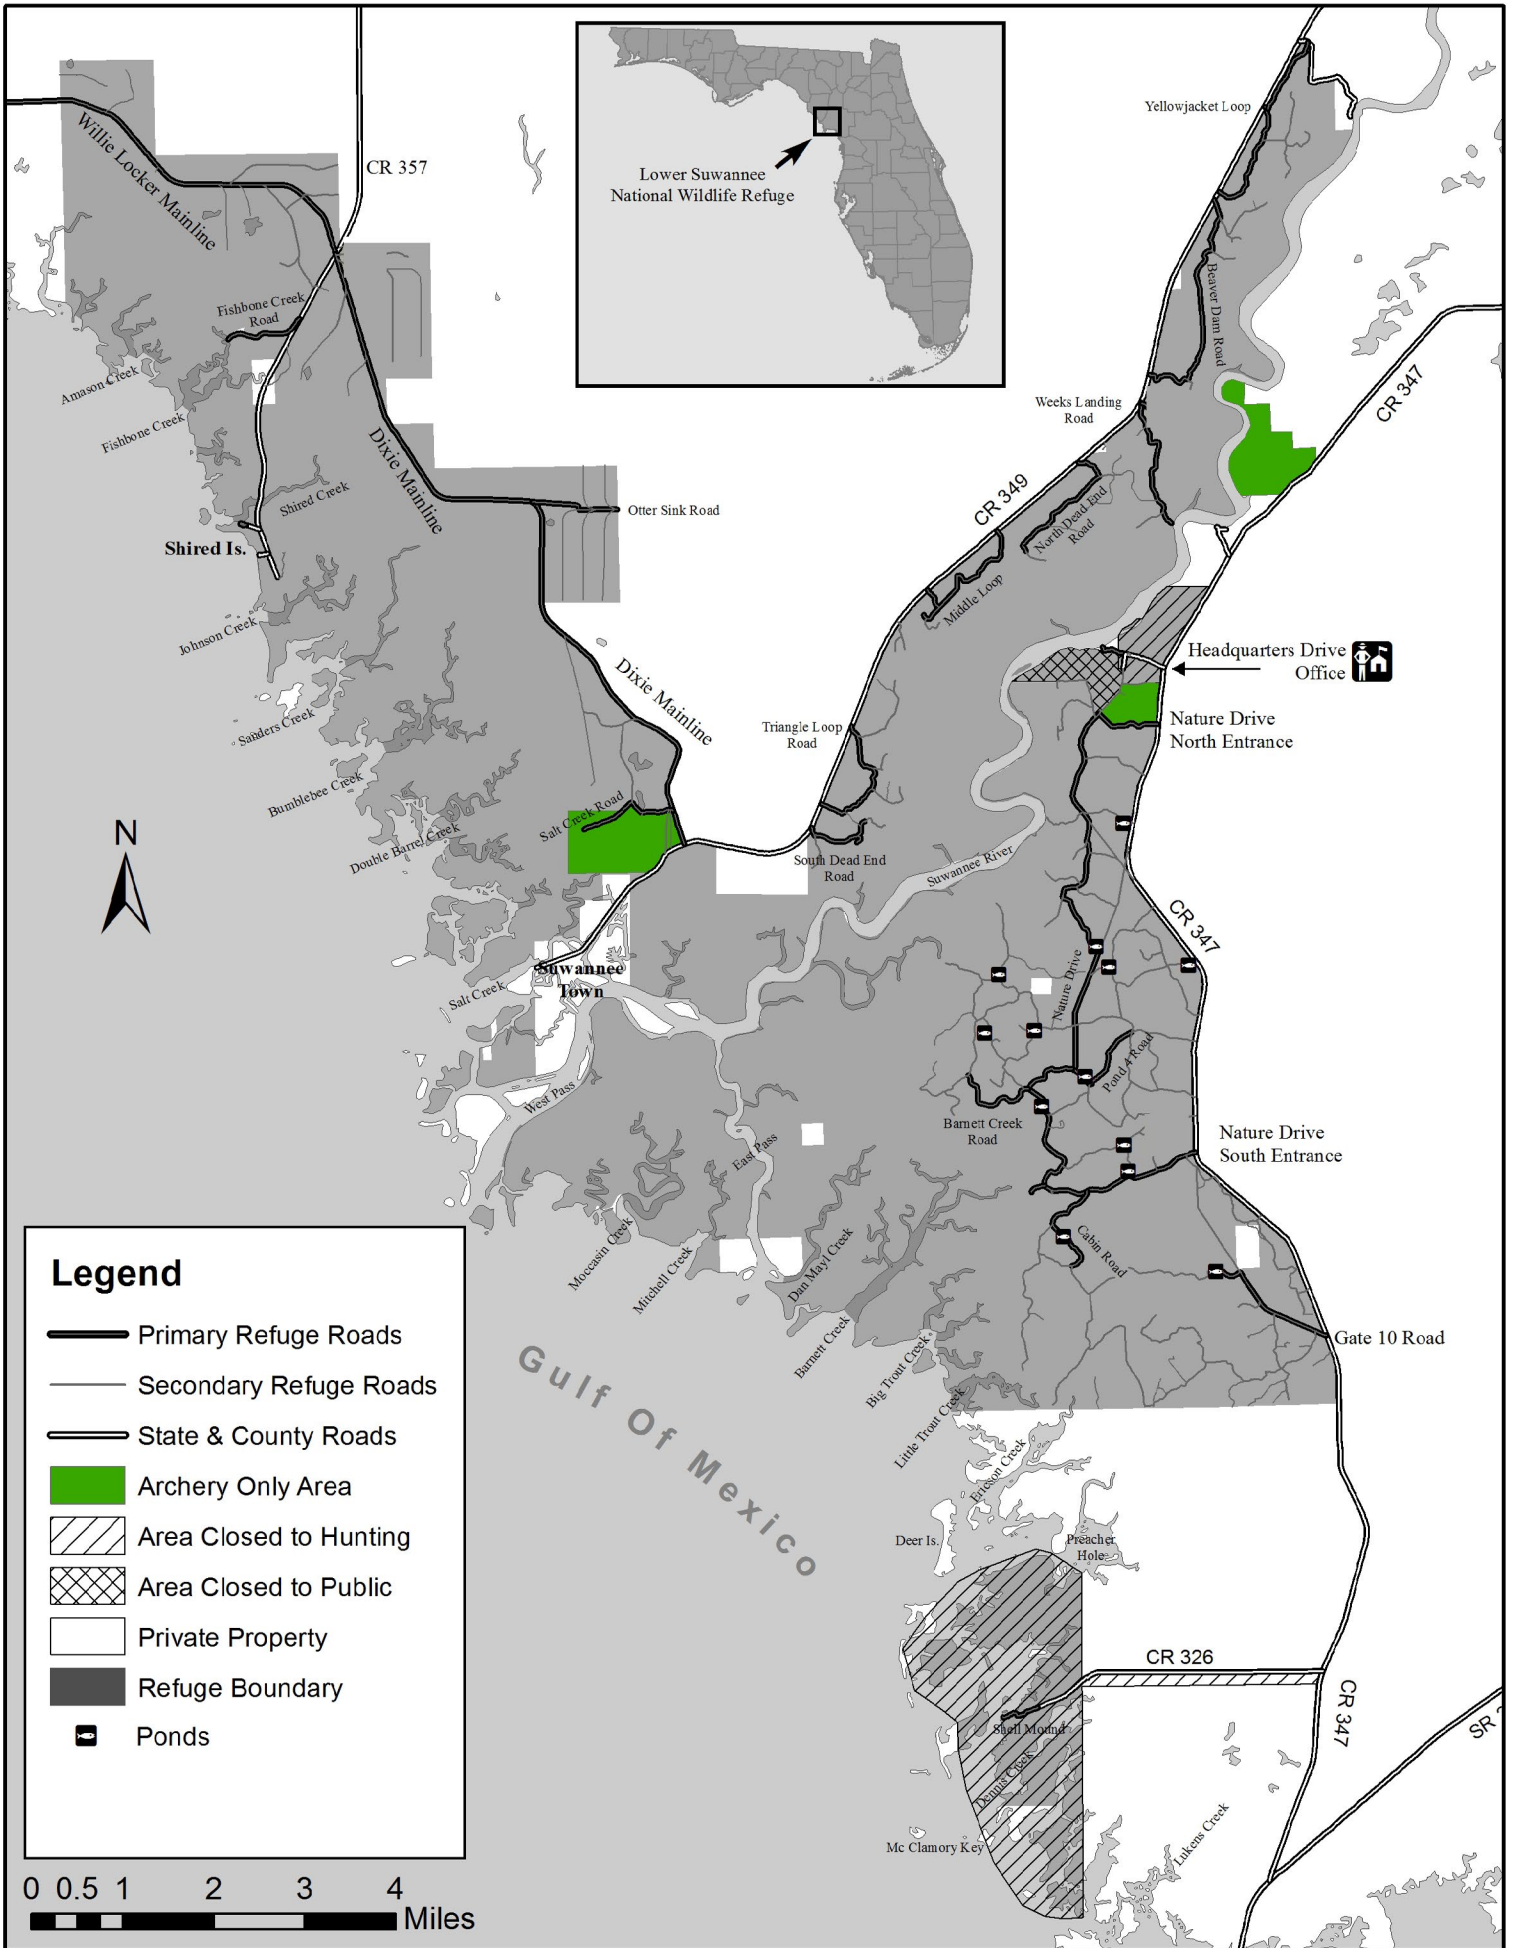 Yellowjacket Loop
CR 357
Willie Locker Mainline
Lower Suwannee
National Wildlife Refuge
Fishbone Creek
Road
Beaver Dam Road
Amason Creek
Fishbone Creek
CR 347
Weeks Landing
Road
Dixie Mainline
CR 349
Shired Creek
Otter Sink Road
North Dead End
Road
Shired Is.
Middle Loop
Johnson Creek
Headquarters Drive
Office
Dixie Mainline
Sanders Creek
Triangle Loop
Road
Nature Drive
North Entrance
Bumblebee Creek
Salt Creek Road
Double Barrel Creek
N
South Dead End
Road
Suwannee River
CR 347
Suwannee
Town
Salt Creek
Nature Drive
Pond 4 Road
West Pass
Barnett Creek
Road
East Pass
Nature Drive
South Entrance
Moccasin Creek
Mitchell Creek
Dan Mayl Creek
Cabin Road
Barnett Creek
Big Trout Creek
Little Trout Creek
Gate 10 Road
Gulf Of Mexico
Ericson Creek
Deer Is.
Preacher
Hole
CR 326
Shell Mound
CR 347
SR
Dennis Creek
Mc Clamory Key
Lukens Creek
Legend
Primary Refuge Roads
Secondary Refuge Roads
State & County Roads
Archery Only Area
Area Closed to Hunting
Area Closed to Public
Private Property
Refuge Boundary
Ponds
0 0.5 1 2 3 4
Miles